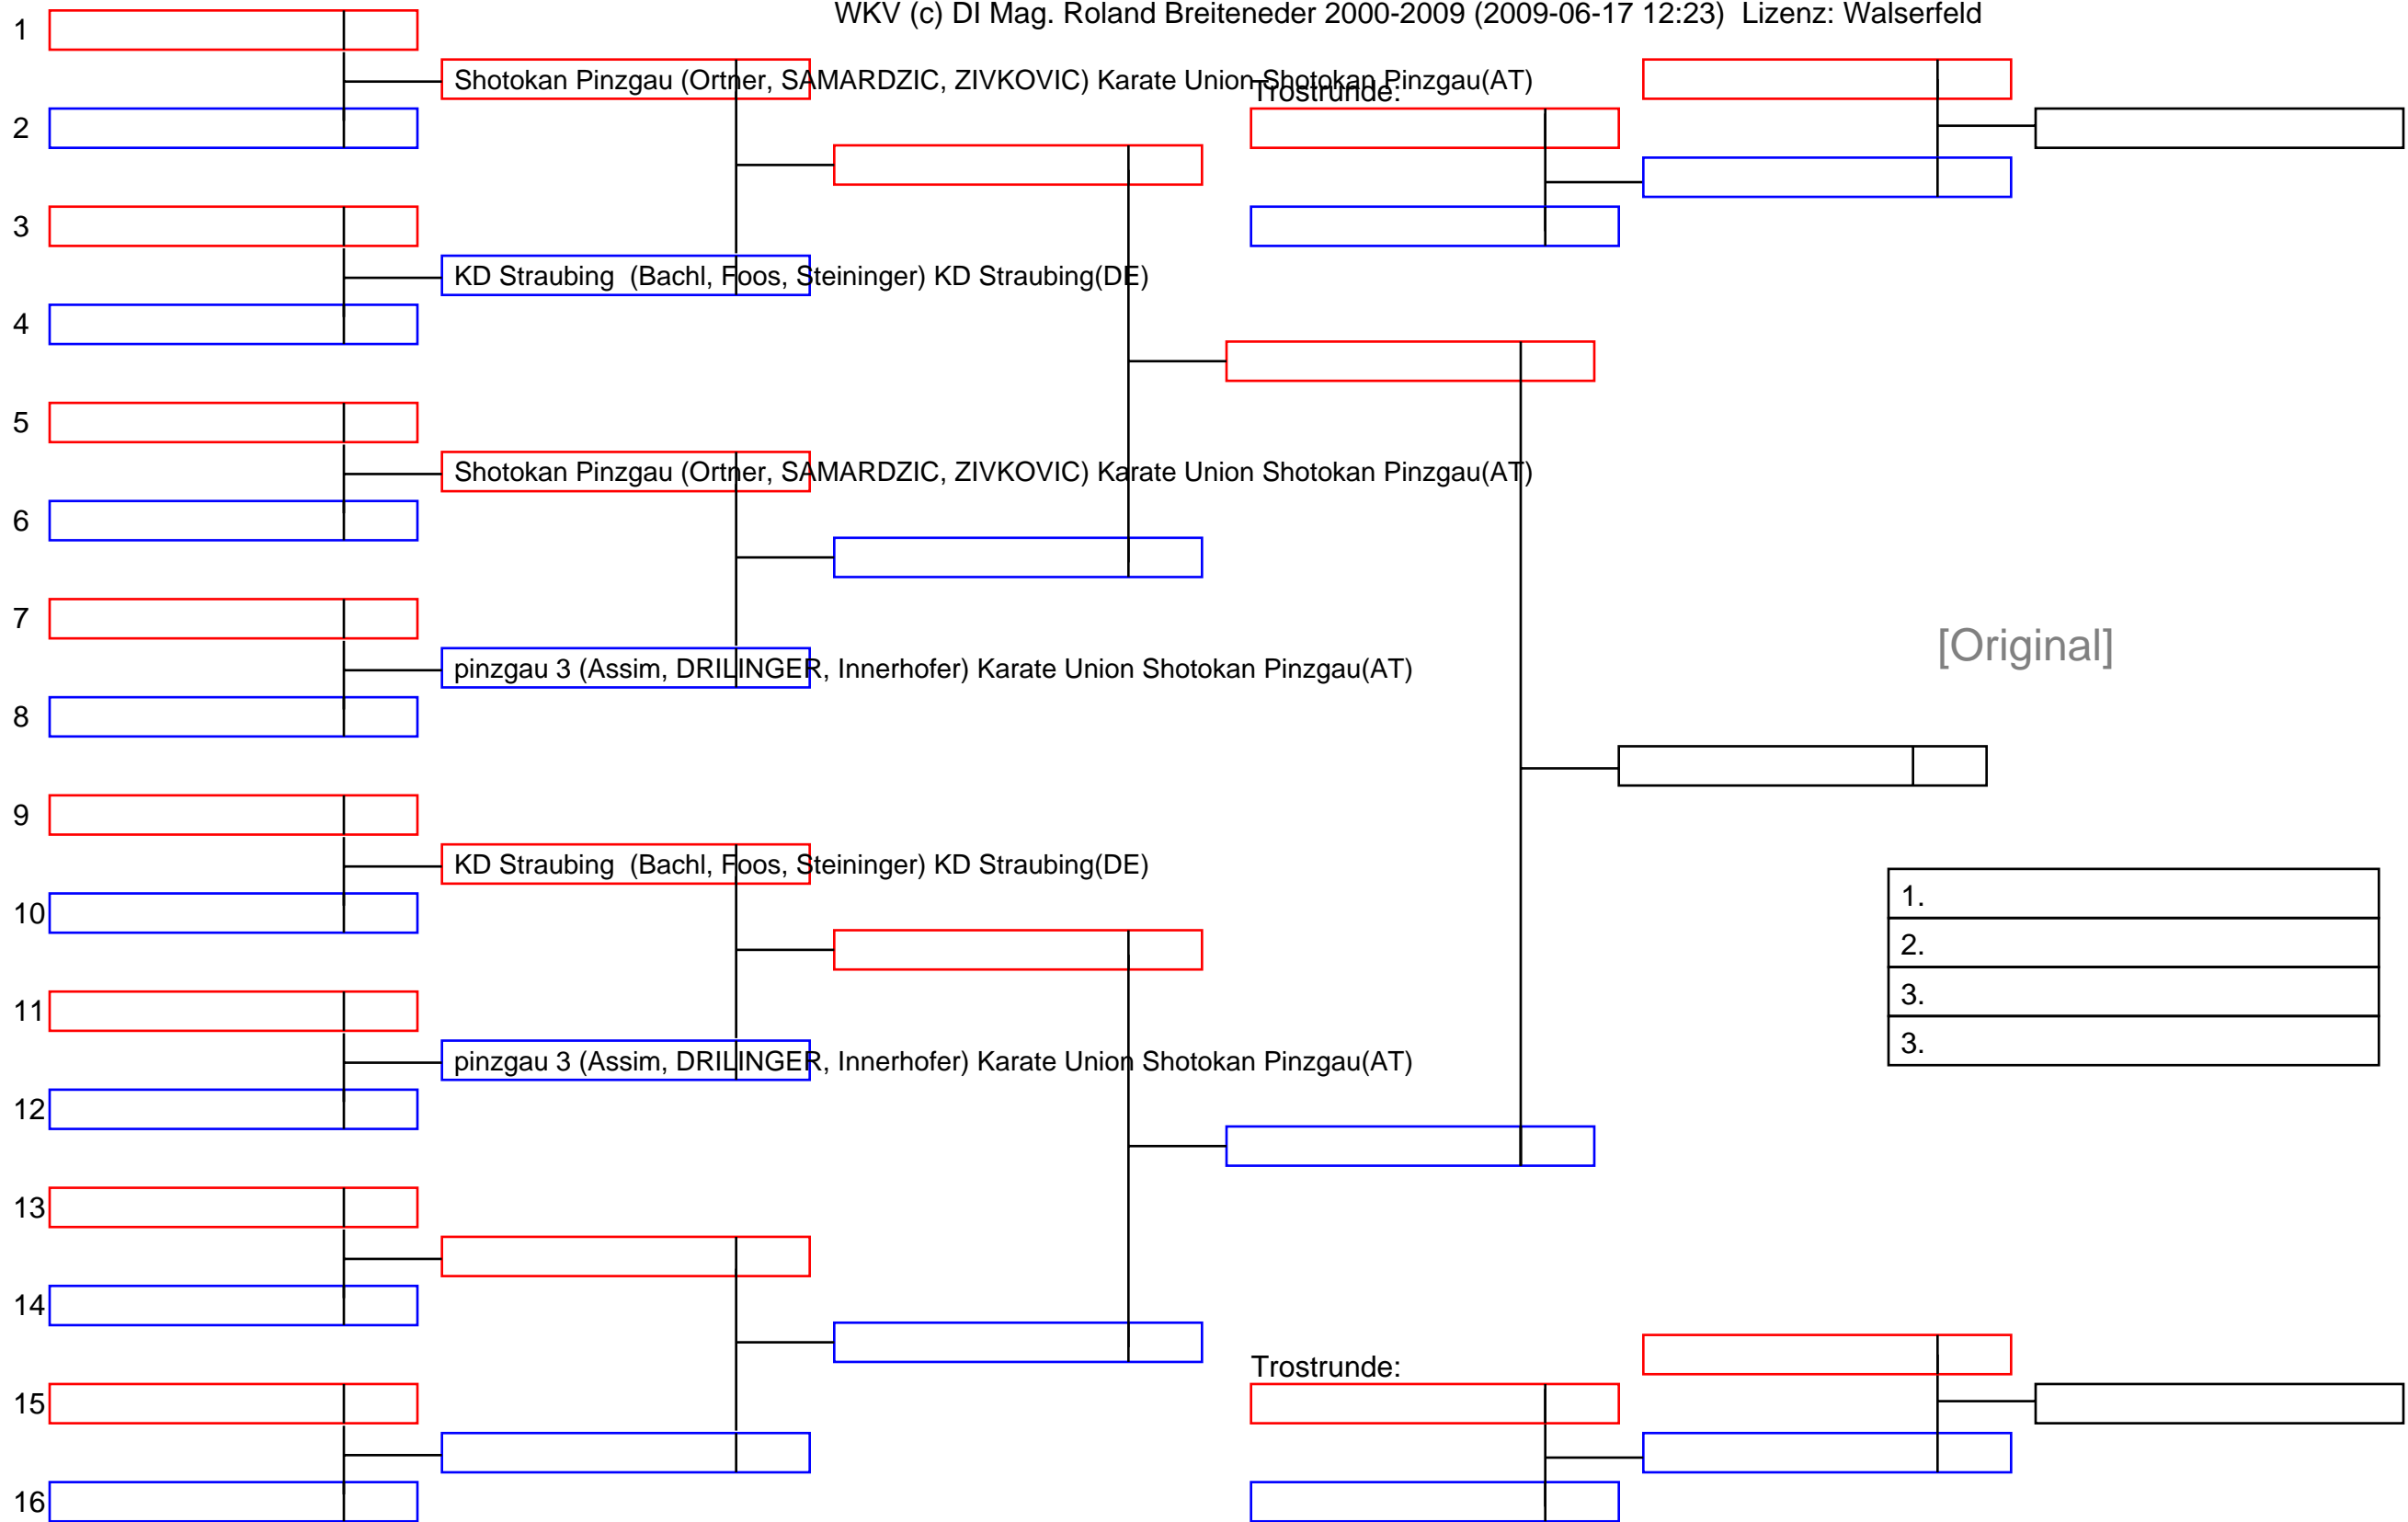 WKV (c) DI Mag. Roland Breiteneder 2000-2009 (2009-06-17 12:23)  Lizenz: Walserfeld
1
Shotokan Pinzgau (Ortner, SAMARDZIC, ZIVKOVIC) Karate Union Shotokan Pinzgau(AT)
Trostrunde:
2
3
KD Straubing  (Bachl, Foos, Steininger) KD Straubing(DE)
4
5
Shotokan Pinzgau (Ortner, SAMARDZIC, ZIVKOVIC) Karate Union Shotokan Pinzgau(AT)
6
7
[Original]
pinzgau 3 (Assim, DRILINGER, Innerhofer) Karate Union Shotokan Pinzgau(AT)
8
9
KD Straubing  (Bachl, Foos, Steininger) KD Straubing(DE)
1.
10
2.
3.
11
3.
pinzgau 3 (Assim, DRILINGER, Innerhofer) Karate Union Shotokan Pinzgau(AT)
12
13
14
Trostrunde:
15
16